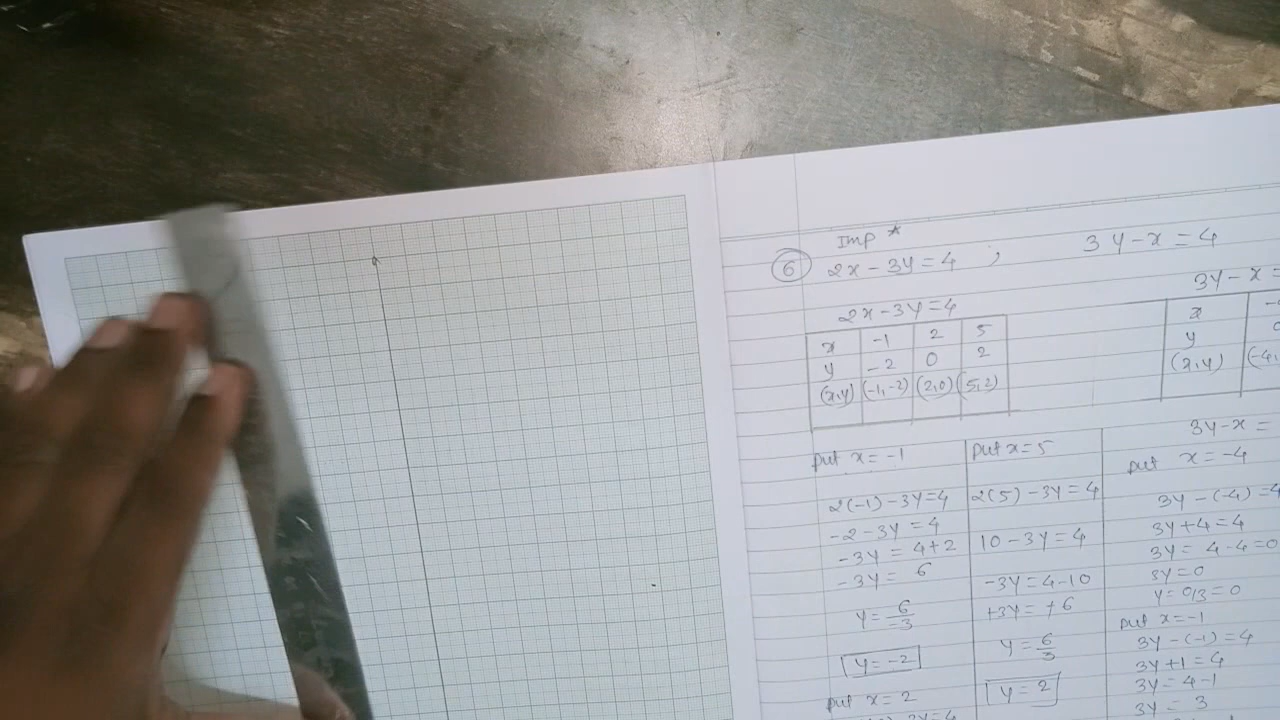 Imp *
6 2x - 3y = 4 ; 3y - x = 4
2x - 3y = 4
x -1 2 5
y -2 0 2
(x,y) (-1,-2) (2,0) (5,2)
3y - x =
x
y
(x,y) (-4,
put x = -1
2(-1) - 3y = 4
-2 - 3y = 4
-3y = 4 + 2
-3y = 6
y = 6/-3
y = -2
put x = 2
put x = 5
2(5) - 3y = 4
10 - 3y = 4
-3y = 4 - 10
+3y = +6
y = 6/3
y = 2
3y - x =
put x = -4
3y - (-4) = 4
3y + 4 = 4
3y = 4 - 4 = 0
3y = 0
y = 0/3 = 0
put x = -1
3y - (-1) = 4
3y + 1 = 4
3y = 4 - 1
3y = 3